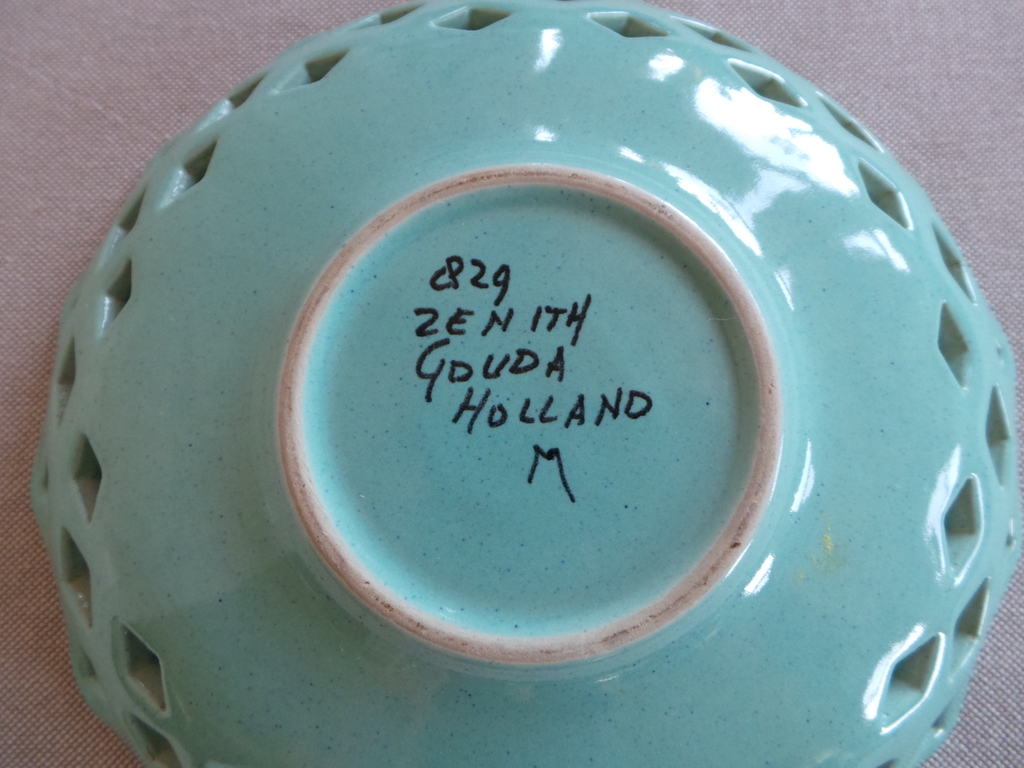 829
ZENITH
GOUDA
HOLLAND
M